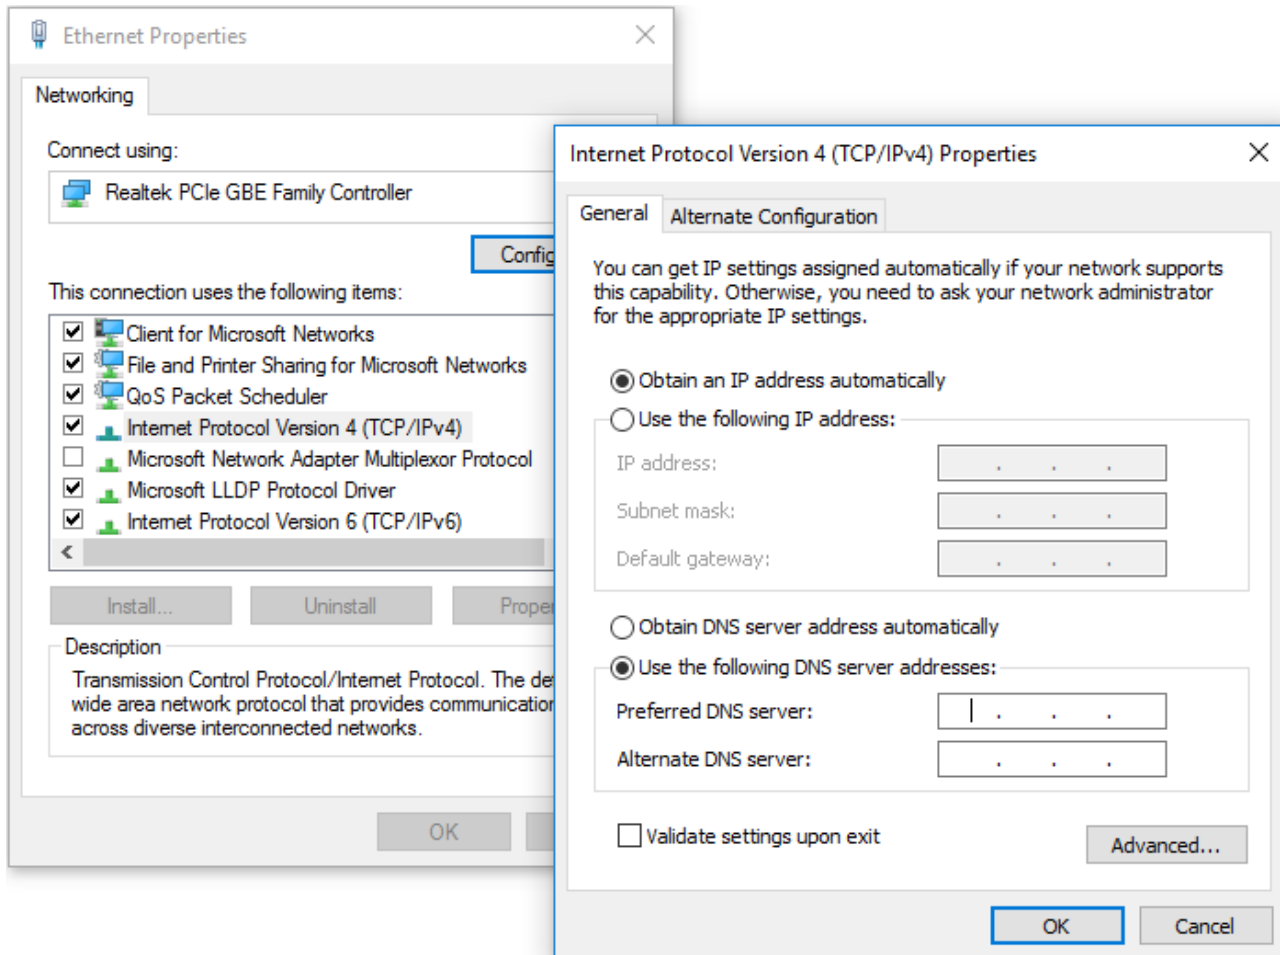 Ethernet Properties
Networking
Connect using:
Realtek PCIe GBE Family Controller
This connection uses the following items:
Client for Microsoft Networks
File and Printer Sharing for Microsoft Networks
QoS Packet Scheduler
Internet Protocol Version 4 (TCP/IPv4)
Microsoft Network Adapter Multiplexor Protocol
Microsoft LLDP Protocol Driver
Internet Protocol Version 6 (TCP/IPv6)
Install...
Uninstall
Description
Transmission Control Protocol/Internet Protocol. The
wide area network protocol that provides communication
across diverse interconnected networks.
OK
Internet Protocol Version 4 (TCP/IPv4) Properties
General
Alternate Configuration
You can get IP settings assigned automatically if your network supports
this capability. Otherwise, you need to ask your network administrator
for the appropriate IP settings.
Obtain an IP address automatically
Use the following IP address:
IP address:
Subnet mask:
Default gateway:
Obtain DNS server address automatically
Use the following DNS server addresses:
Preferred DNS server:
Alternate DNS server:
Validate settings upon exit
Advanced...
OK
Cancel